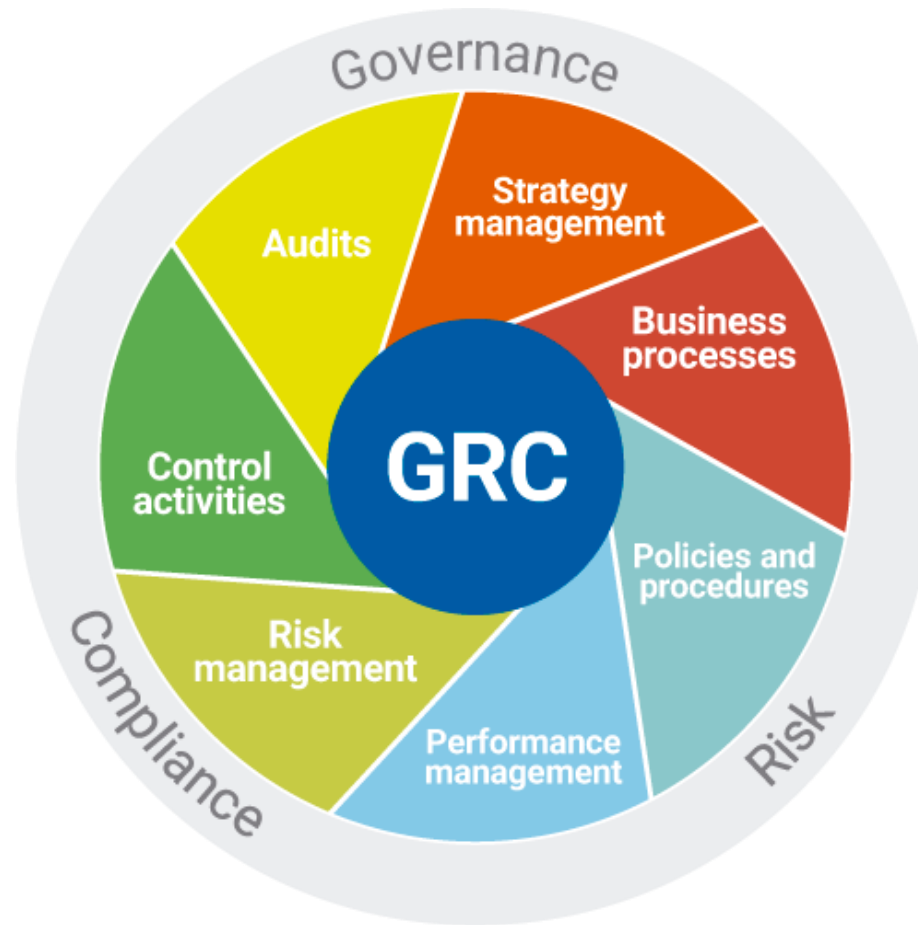 Governance
Strategy
management
Audits
Business
processes
GRC
Control
activities
Policies and
procedures
Risk
management
Performance
management
Compliance
Risk